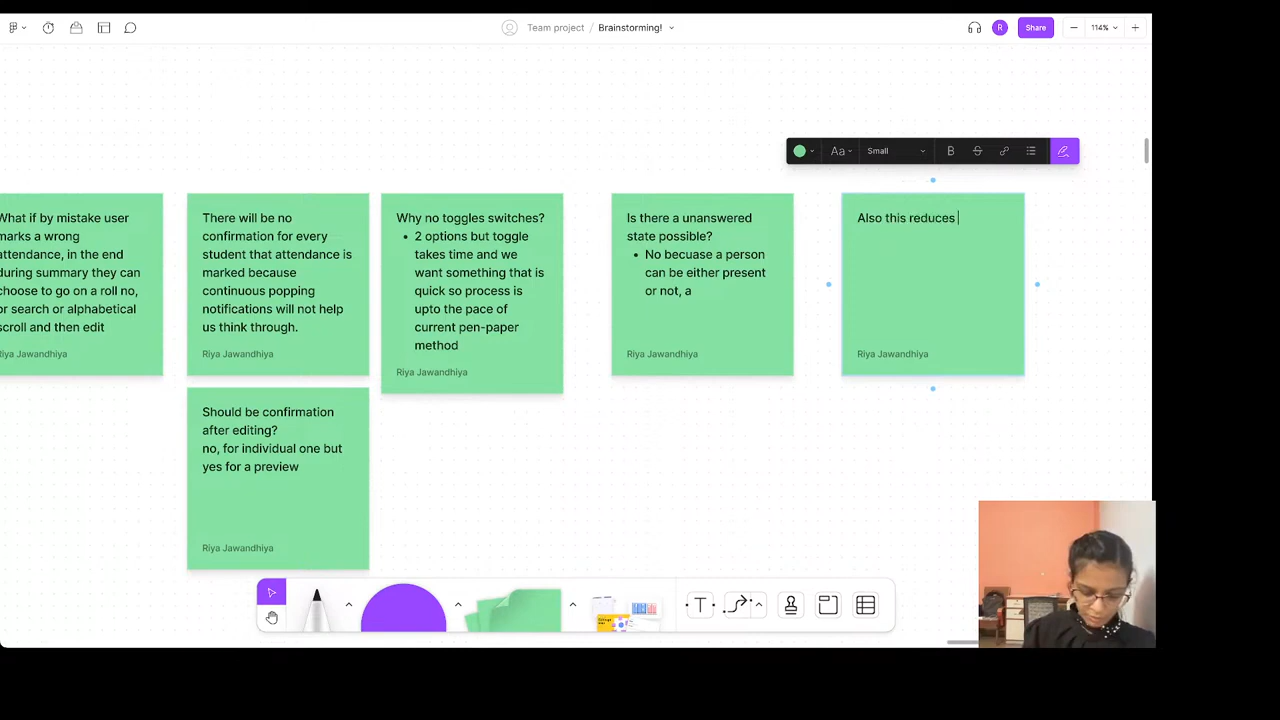 Team project / Brainstorming!
R
Share
114%
Aa
Small
B
S
What if by mistake user
marks a wrong
attendance, in the end
during summary they can
choose to go on a roll no,
or search or alphabetical
scroll and then edit
Riya Jawandhiya
There will be no
confirmation for every
student that attendance is
marked because
continuous popping
notifications will not help
us think through.
Riya Jawandhiya
Why no toggles switches?
• 2 options but toggle
takes time and we
want something that is
quick so process is
upto the pace of
current pen-paper
method
Riya Jawandhiya
Is there a unanswered
state possible?
• No becuase a person
can be either present
or not, a
Riya Jawandhiya
Also this reduces
Riya Jawandhiya
Should be confirmation
after editing?
no, for individual one but
yes for a preview
Riya Jawandhiya
T